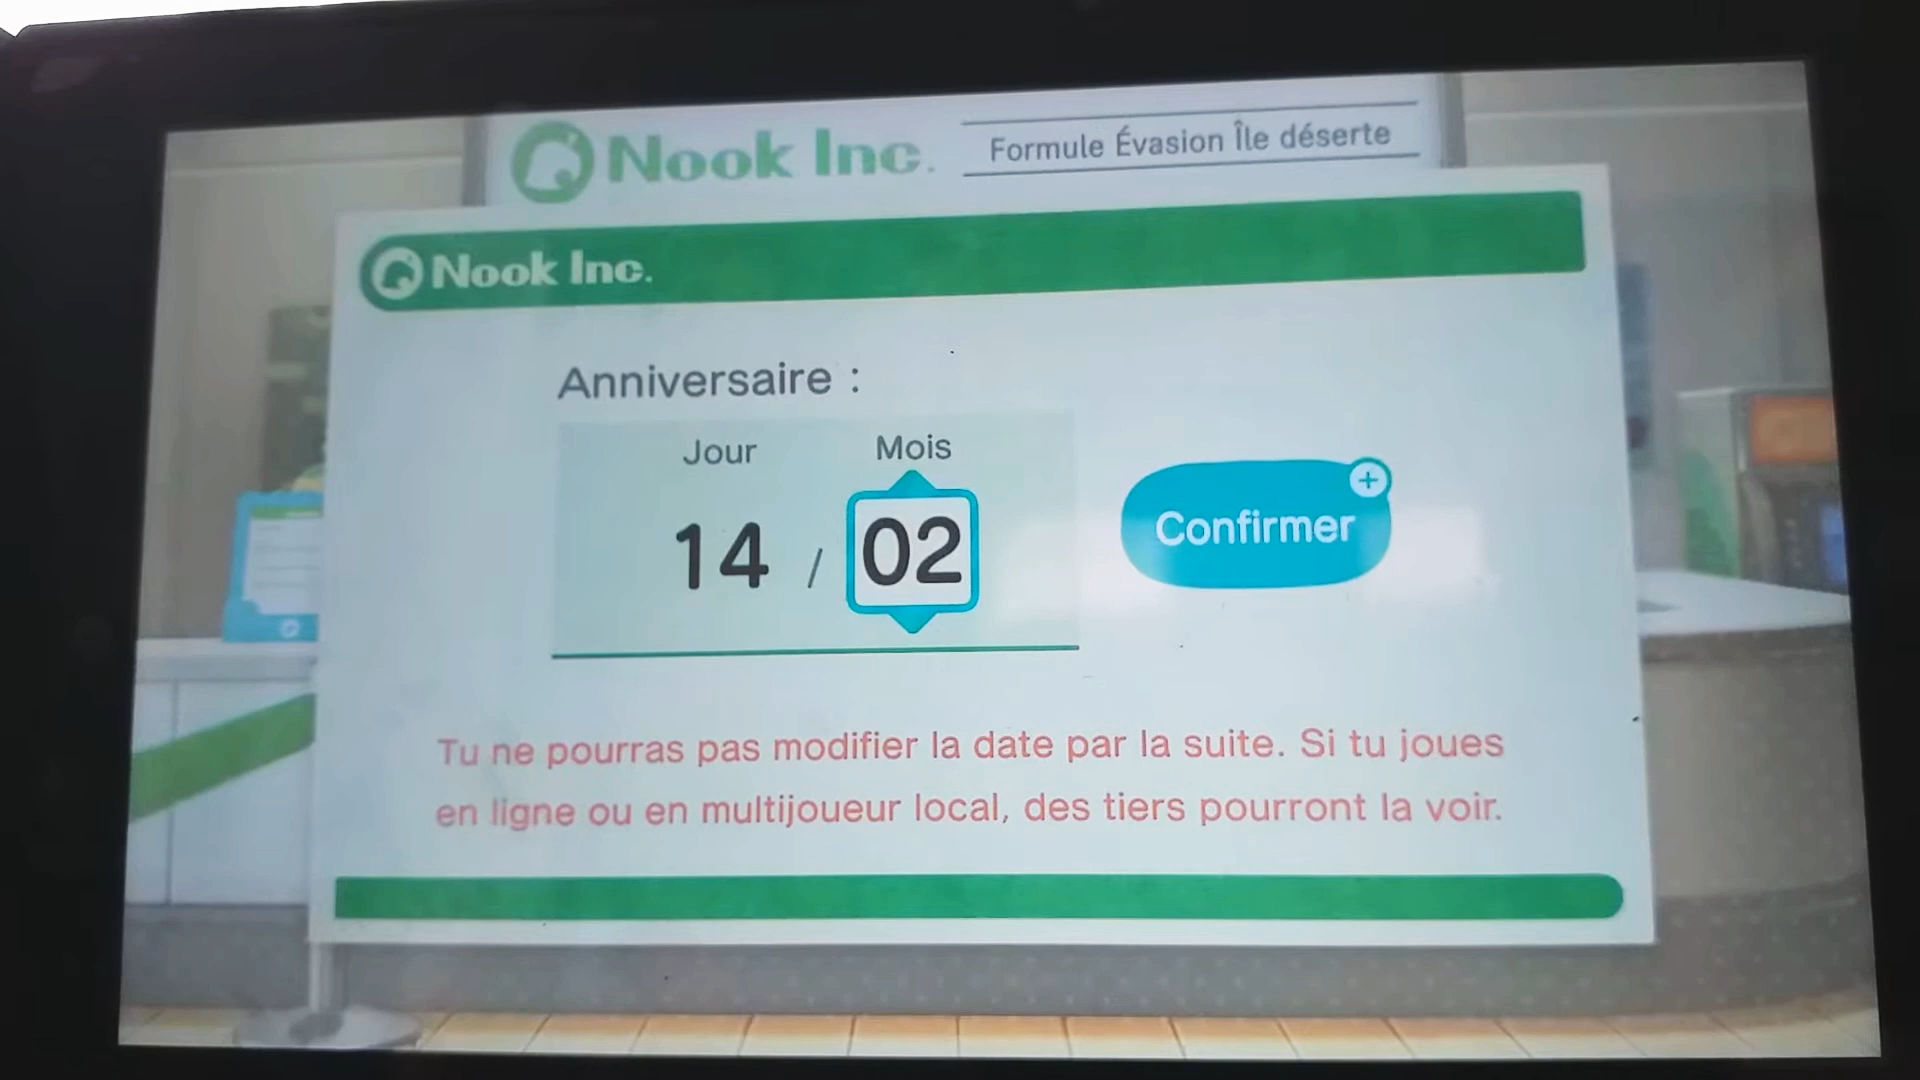 Nook Inc. Formule Évasion Île déserte
Nook Inc.
Anniversaire :
Jour Mois
14 / 02
Confirmer
Tu ne pourras pas modifier la date par la suite. Si tu joues
en ligne ou en multijoueur local, des tiers pourront la voir.